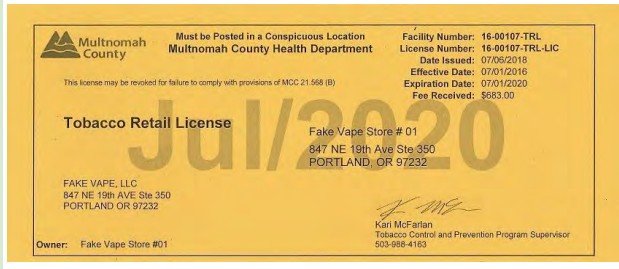 Multnomah
County
Must be Posted in a Conspicuous Location
Multnomah County Health Department
Facility Number: 16-00107-TRL
License Number: 16-00107-TRL-LIC
Date Issued: 07/06/2018
Effective Date: 07/01/2016
Expiration Date: 07/01/2020
Fee Received: $683.00
This license may be revoked for failure to comply with provisions of MCC 21.568 (B)
Jul/2020
Tobacco Retail License
Fake Vape Store # 01
847 NE 19th Ave Ste 350
PORTLAND, OR 97232
FAKE VAPE, LLC
847 NE 19th AVE Ste 350
PORTLAND OR 97232
Kari McFarlan
Tobacco Control and Prevention Program Supervisor
503-988-4163
Owner: Fake Vape Store #01